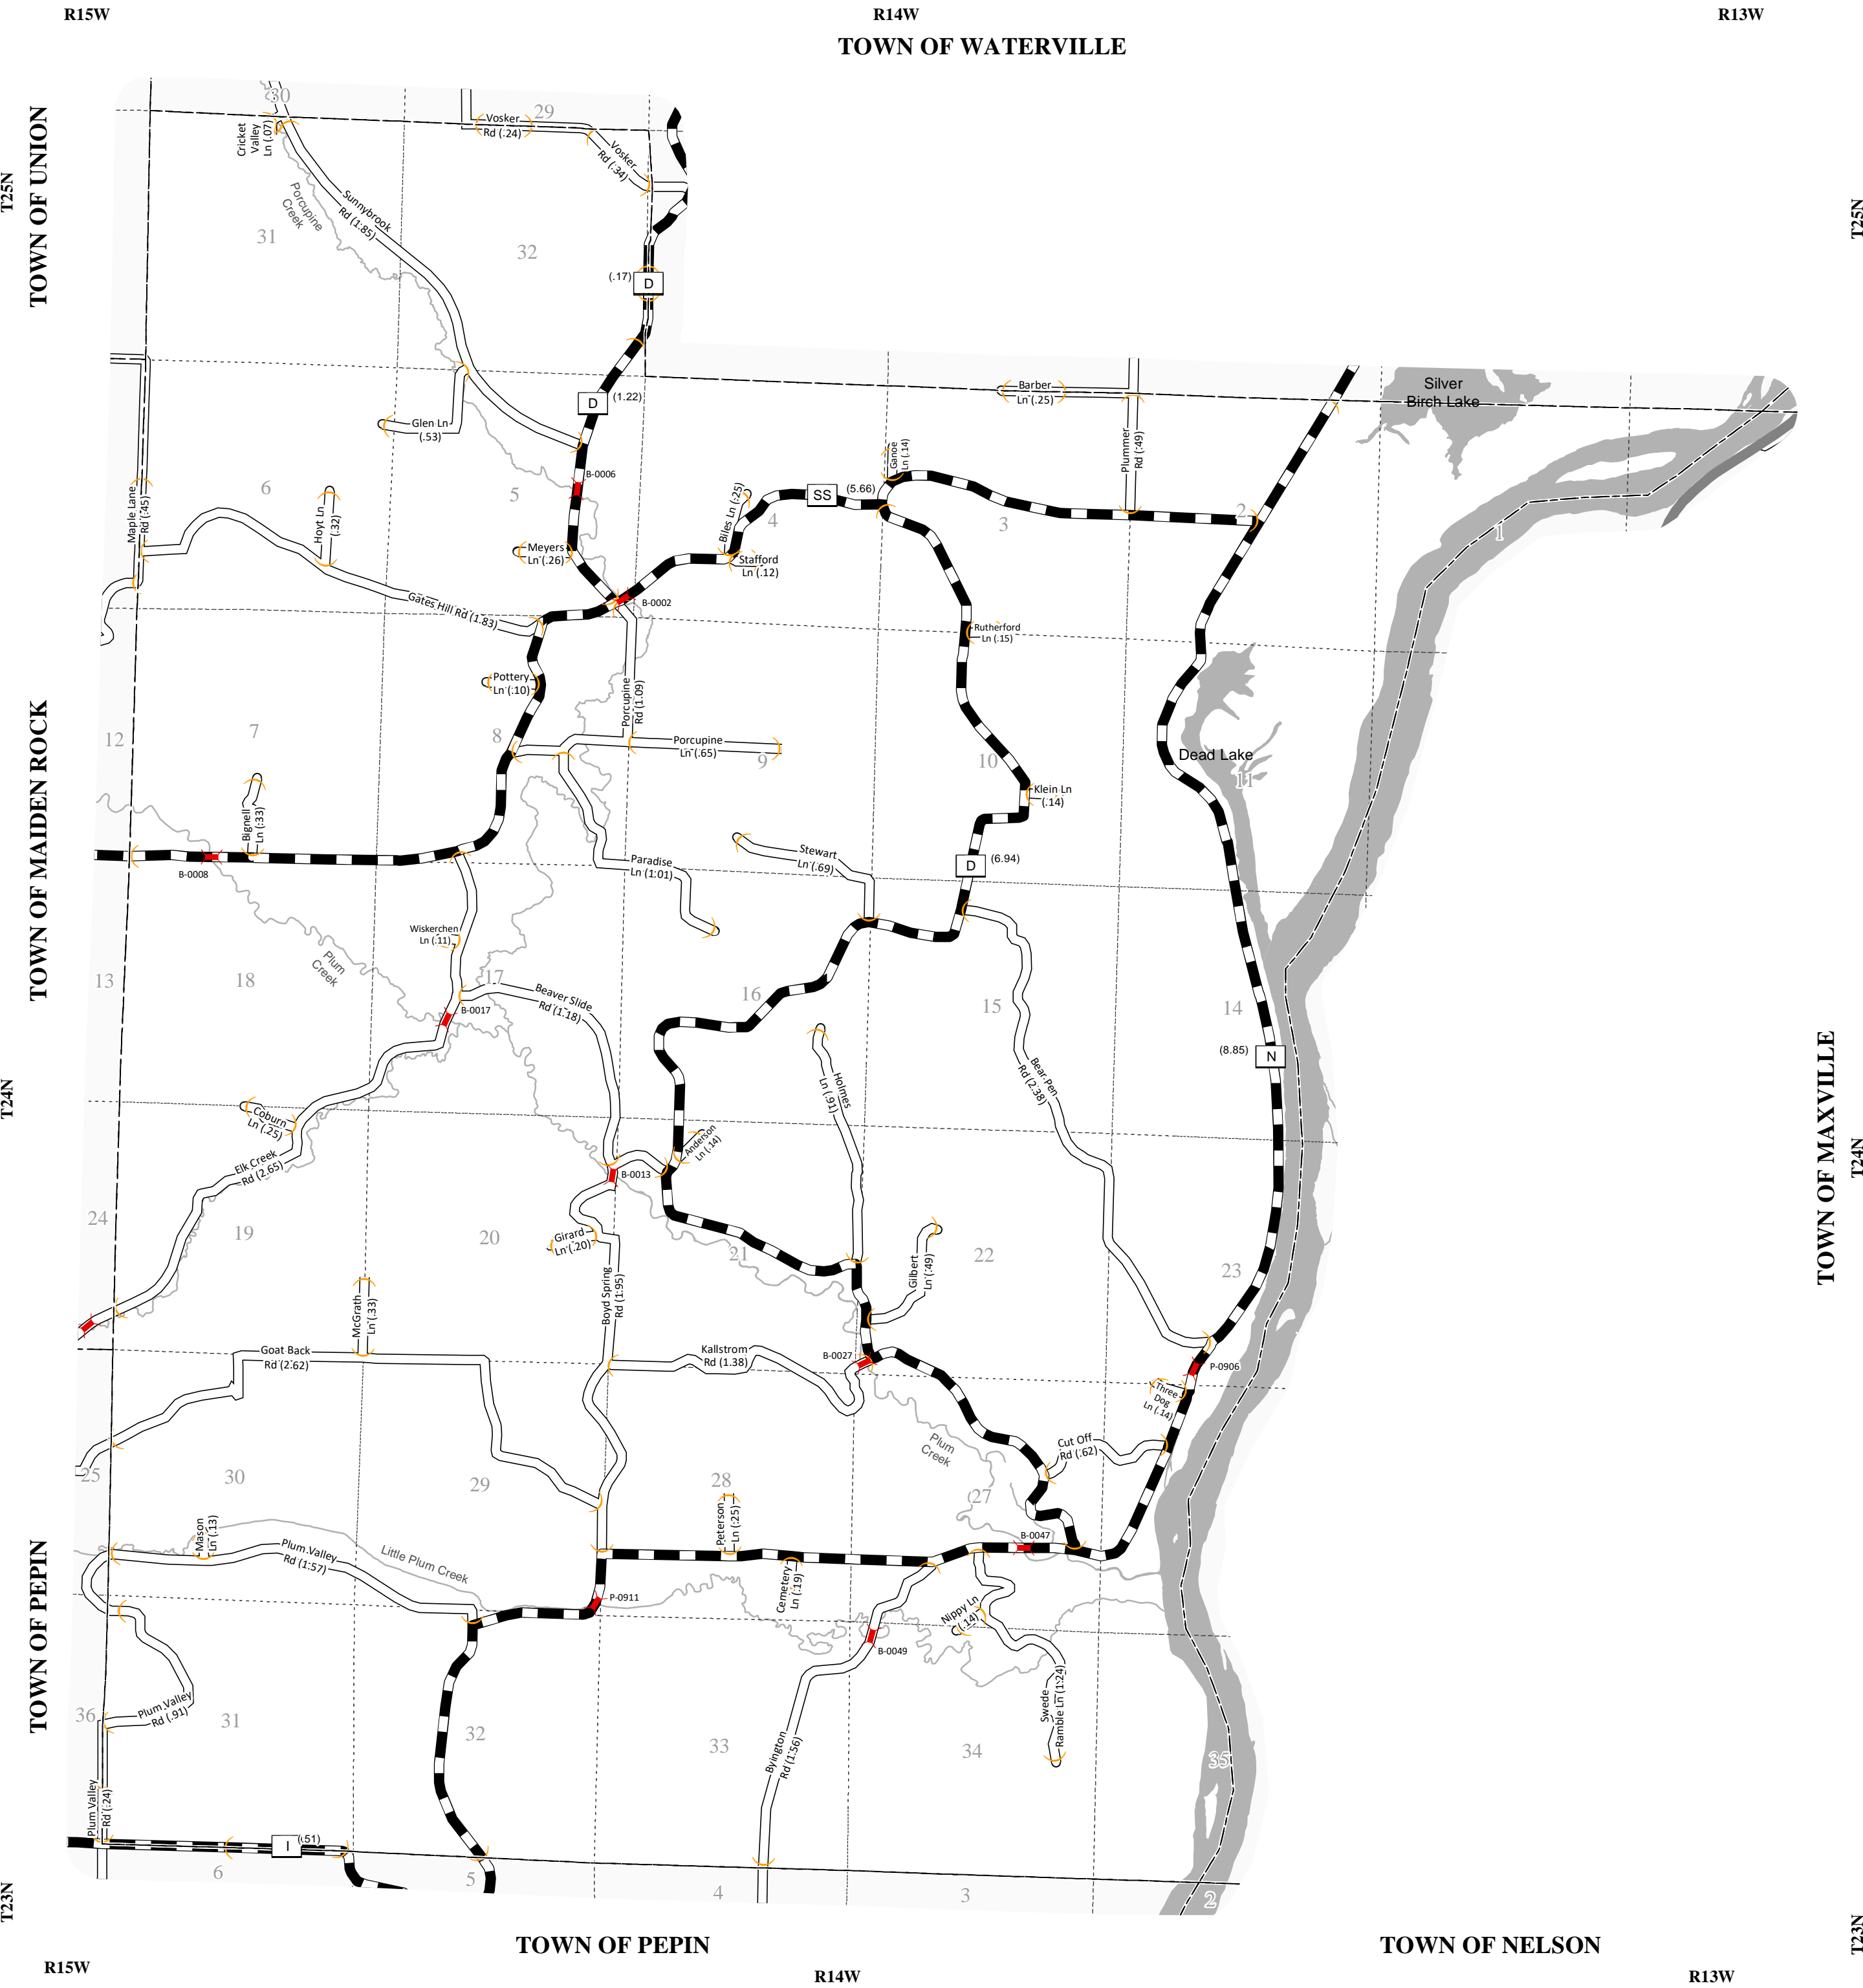 R15W
R14W
R13W
TOWN OF WATERVILLE
TOWN OF UNION
T25N
T25N
30
29
Cricket
Valley
Ln (.07)
Vosker
Rd (.24)
Vosker
Rd (.34)
Porcupine
Creek
Sunnybrook
Rd (1.85)
31
32
(.17)
D
D
(1.22)
Glen Ln
(.53)
Barber
Ln (.25)
Silver
Birch Lake
Plummer
Rd (.49)
Ganoe
Ln (.14)
B-0006
Maple Lane
Rd (.45)
6
5
Hoyt Ln
(.32)
Biles Ln (.25)
SS
(5.66)
4
3
2
1
Meyers
Ln (.26)
Stafford
Ln (.12)
Gates Hill Rd (1.83)
B-0002
Rutherford
Ln (.15)
Pottery
Ln (.10)
Porcupine
Rd (1.09)
TOWN OF MAIDEN ROCK
12
7
8
Porcupine
Ln (.65)
9
10
Dead Lake
11
Klein Ln
(.14)
Bignell
Ln (.33)
B-0008
Stewart
Ln (.69)
Paradise
Ln (1.01)
D
(6.94)
Wiskerchen
Ln (.11)
Plum
Creek
13
18
17
Beaver Slide
Rd (1.18)
B-0017
16
15
14
(8.85)
N
TOWN OF MAXVILLE
Holmes
Ln (.91)
Bear Pen
Rd (2.38)
T24N
T24N
Coburn
Ln (.25)
Anderson
Ln (.14)
Elk Creek
Rd (2.65)
B-0013
24
19
20
Girard
Ln (.20)
21
22
23
Gilbert
Ln (.49)
Boyd Spring
Rd (1.95)
McGrath
Ln (.33)
Goat Back
Rd (2.62)
Kallstrom
Rd (1.38)
B-0027
P-0906
Three
Dog
Ln (.14)
Plum
Creek
Cut Off
Rd (.62)
25
30
29
28
27
Peterson
Ln (.25)
Mason
Ln (.13)
B-0047
Plum Valley
Rd (1.57)
Little Plum Creek
Cemetery
Ln (.19)
P-0911
Nippy Ln
(.14)
B-0049
TOWN OF PEPIN
Plum Valley
Rd (.91)
Swede
Ramble Ln (1.24)
36
31
32
33
34
35
Byington
Rd (1.56)
Plum Valley
Rd (.24)
I
(.51)
6
5
4
3
2
T23N
T23N
TOWN OF PEPIN
TOWN OF NELSON
R15W
R14W
R13W